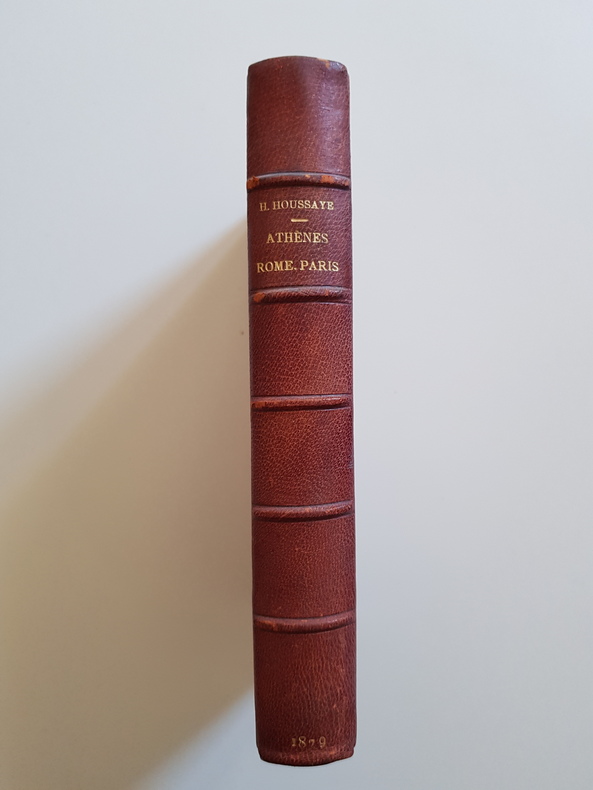 H. HOUSSAYE
ATHÈNES
ROME. PARIS
1879